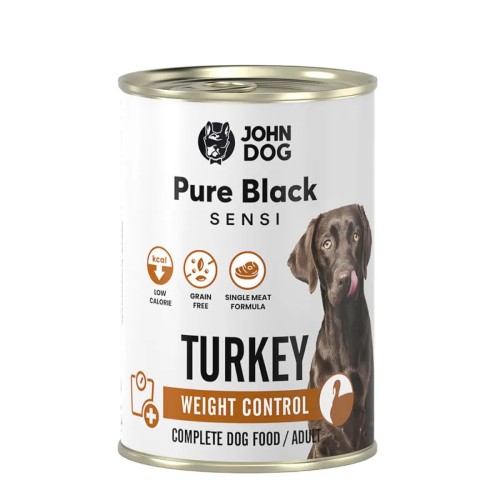 JOHN
DOG
Pure Black
SENSI
kcal
LOW
CALORIE
GRAIN
FREE
SINGLE MEAT
FORMULA
TURKEY
WEIGHT CONTROL
COMPLETE DOG FOOD / ADULT